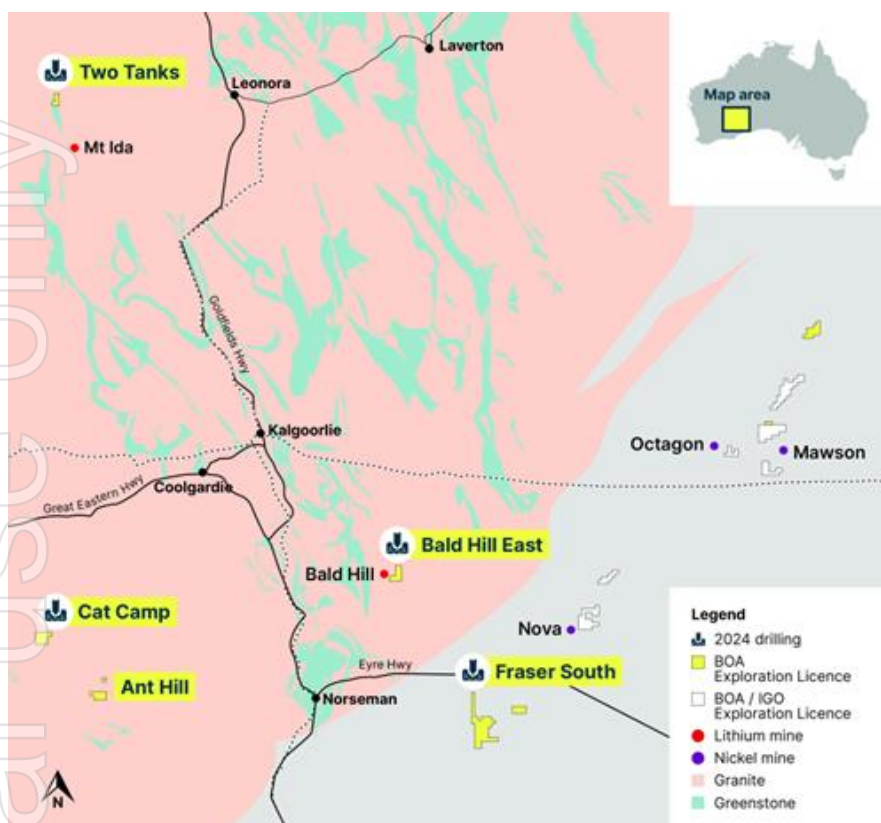 Two Tanks
Laverton
Leonora
Map area
Mt Ida
Goldfields Hwy
Kalgoorlie
Octagon
Mawson
Coolgardie
Great Eastern Hwy
Bald Hill East
Bald Hill
Cat Camp
Nova
Ant Hill
Eyre Hwy
Fraser South
Norseman
N
Legend
2024 drilling
BOA
Exploration Licence
BOA / IGO
Exploration Licence
Lithium mine
Nickel mine
Granite
Greenstone